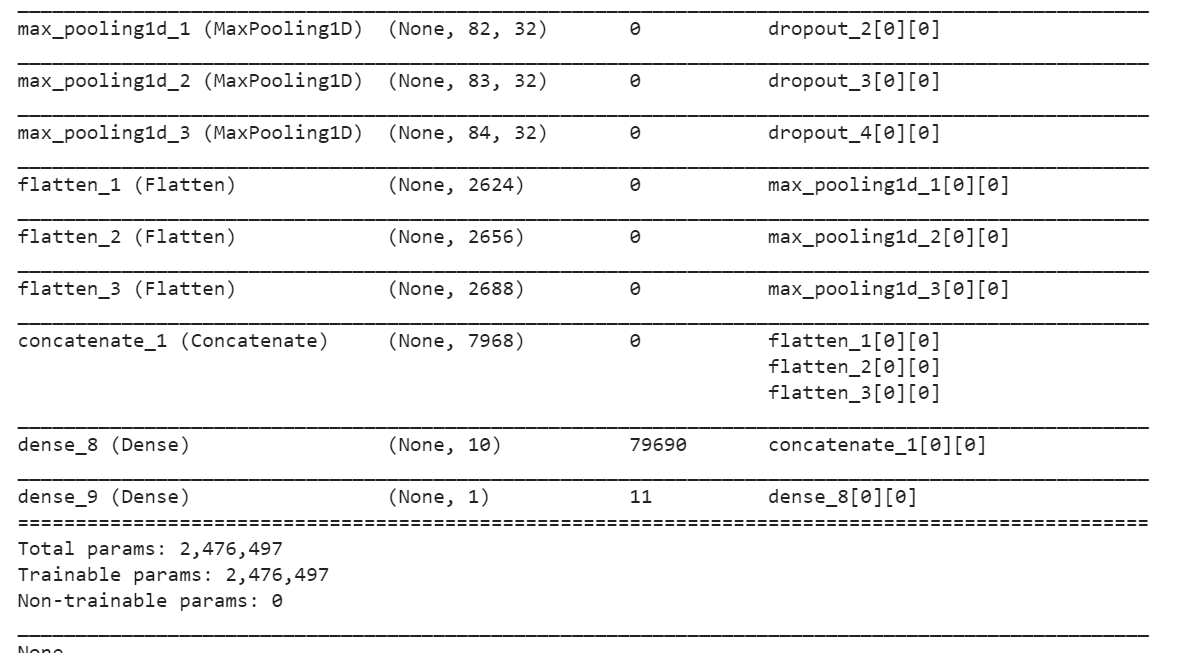 max_pooling1d_1 (MaxPooling1D) (None, 82, 32) 0 dropout_2[0][0]
max_pooling1d_2 (MaxPooling1D) (None, 83, 32) 0 dropout_3[0][0]
max_pooling1d_3 (MaxPooling1D) (None, 84, 32) 0 dropout_4[0][0]
flatten_1 (Flatten) (None, 2624) 0 max_pooling1d_1[0][0]
flatten_2 (Flatten) (None, 2656) 0 max_pooling1d_2[0][0]
flatten_3 (Flatten) (None, 2688) 0 max_pooling1d_3[0][0]
concatenate_1 (Concatenate) (None, 7968) 0 flatten_1[0][0]
flatten_2[0][0]
flatten_3[0][0]
dense_8 (Dense) (None, 10) 79690 concatenate_1[0][0]
dense_9 (Dense) (None, 1) 11 dense_8[0][0]
Total params: 2,476,497
Trainable params: 2,476,497
Non-trainable params: 0
None